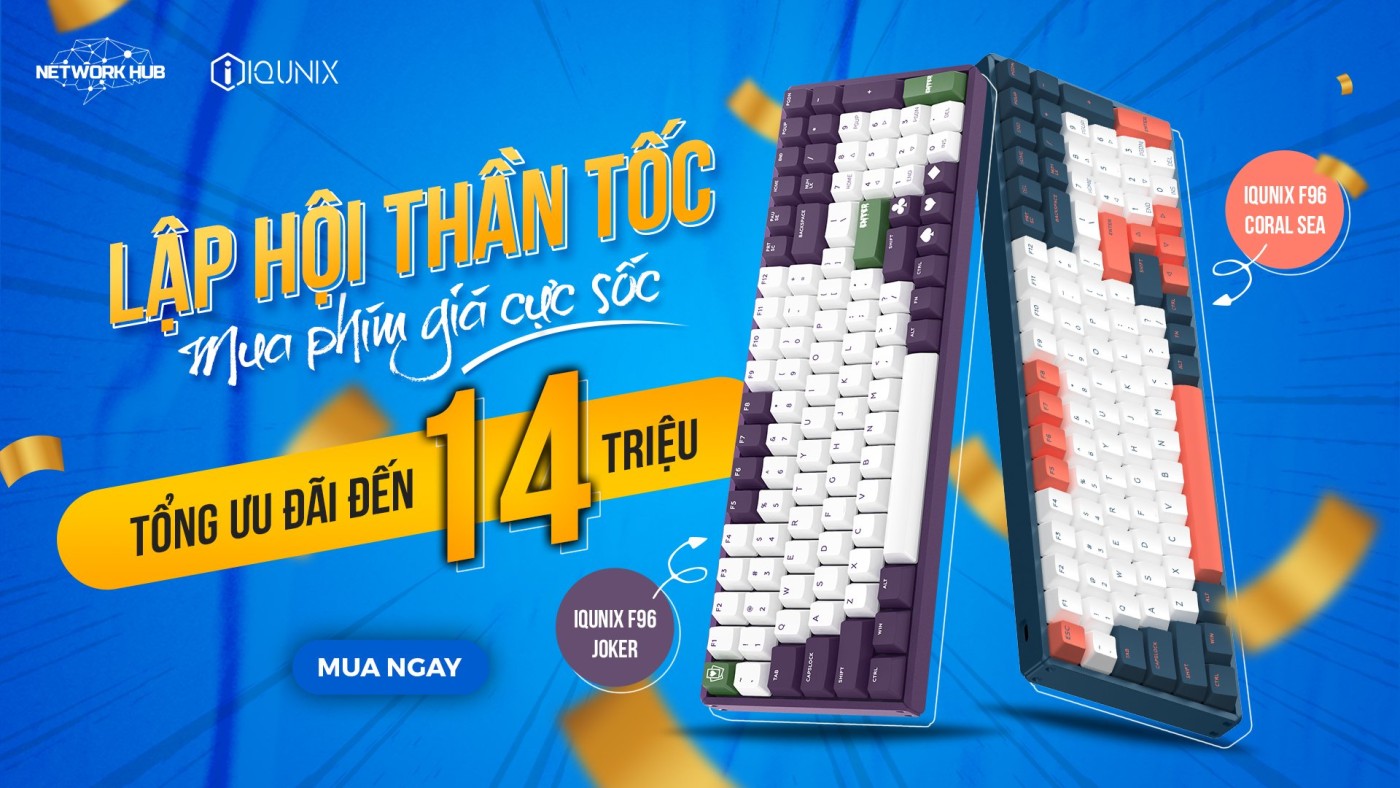 NETWORK HUB
IQUNIX
LẬP HỘI THẦN TỐC
Mua phím giá cực sốc
TỔNG ƯU ĐÃI ĐẾN 14 TRIỆU
MUA NGAY
IQUNIX F96
JOKER
IQUNIX F96
CORAL SEA